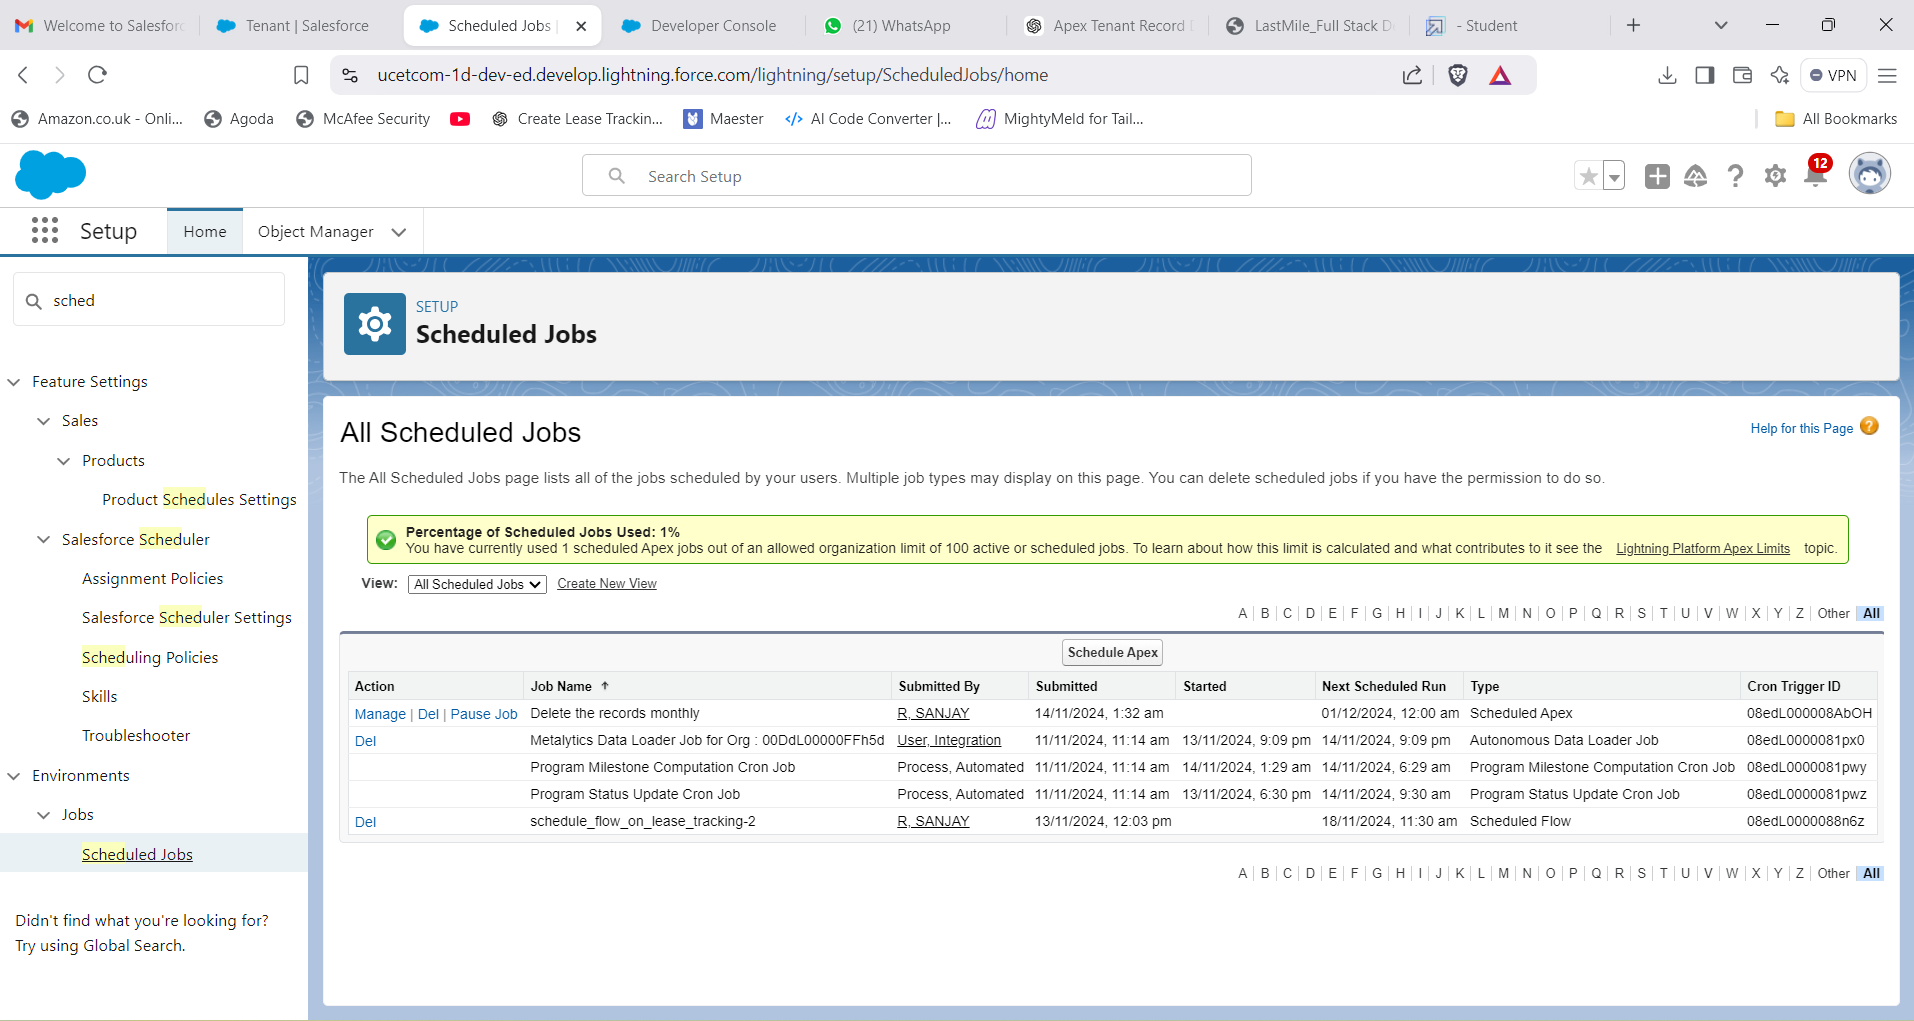 Welcome to Salesforc
Tenant | Salesforce
Scheduled Jobs |
Developer Console
(21) WhatsApp
Apex Tenant Record
LastMile_Full Stack D
- Student
ucetcom-1d-dev-ed.develop.lightning.force.com/lightning/setup/ScheduledJobs/home
VPN
Amazon.co.uk - Onli...
Agoda
McAfee Security
Create Lease Trackin...
Maester
AI Code Converter |...
MightyMeld for Tail...
All Bookmarks
Search Setup
12
Setup
Home
Object Manager
sched
Feature Settings
Sales
Products
Product Schedules Settings
Salesforce Scheduler
Assignment Policies
Salesforce Scheduler Settings
Scheduling Policies
Skills
Troubleshooter
Environments
Jobs
Scheduled Jobs
Didn't find what you're looking for?
Try using Global Search.
SETUP
Scheduled Jobs
All Scheduled Jobs
Help for this Page ?
The All Scheduled Jobs page lists all of the jobs scheduled by your users. Multiple job types may display on this page. You can delete scheduled jobs if you have the permission to do so.
Percentage of Scheduled Jobs Used: 1%
You have currently used 1 scheduled Apex jobs out of an allowed organization limit of 100 active or scheduled jobs. To learn about how this limit is calculated and what contributes to it see the Lightning Platform Apex Limits topic.
View: All Scheduled Jobs Create New View
A | B | C | D | E | F | G | H | I | J | K | L | M | N | O | P | Q | R | S | T | U | V | W | X | Y | Z | Other | All
Schedule Apex
Action Job Name ↑ Submitted By Submitted Started Next Scheduled Run Type Cron Trigger ID
Manage | Del | Pause Job Delete the records monthly R, SANJAY 14/11/2024, 1:32 am 01/12/2024, 12:00 am Scheduled Apex 08edL000008AbOH
Del Metalytics Data Loader Job for Org : 00DdL00000FFh5d User, Integration 11/11/2024, 11:14 am 13/11/2024, 9:09 pm 14/11/2024, 9:09 pm Autonomous Data Loader Job 08edL0000081px0
Program Milestone Computation Cron Job Process, Automated 11/11/2024, 11:14 am 14/11/2024, 1:29 am 14/11/2024, 6:29 am Program Milestone Computation Cron Job 08edL0000081pwy
Program Status Update Cron Job Process, Automated 11/11/2024, 11:14 am 13/11/2024, 6:30 pm 14/11/2024, 9:30 am Program Status Update Cron Job 08edL0000081pwz
Del schedule_flow_on_lease_tracking-2 R, SANJAY 13/11/2024, 12:03 pm 18/11/2024, 11:30 am Scheduled Flow 08edL0000088n6z
A | B | C | D | E | F | G | H | I | J | K | L | M | N | O | P | Q | R | S | T | U | V | W | X | Y | Z | Other | All